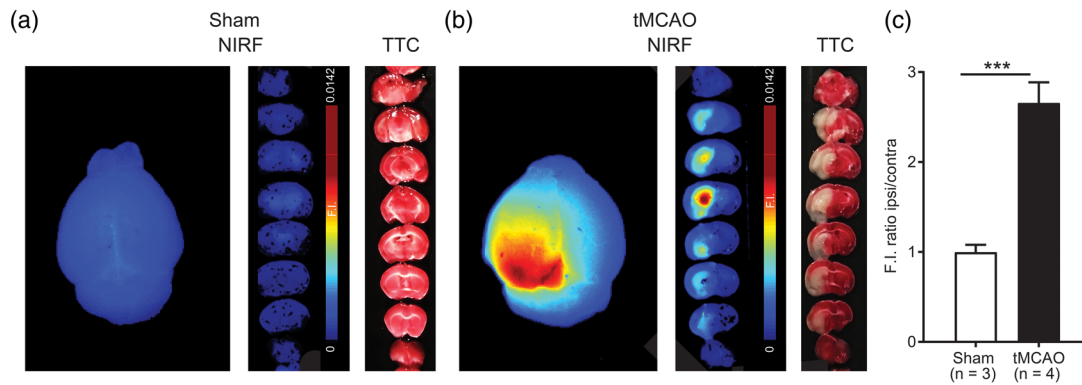 (a)
Sham
NIRF
TTC
0.0142
F.I.
0
(b)
tMCAO
NIRF
TTC
0.0142
F.I.
0
(c)
***
F.I. ratio ipsi/contra
3
2
1
0
Sham
(n = 3)
tMCAO
(n = 4)